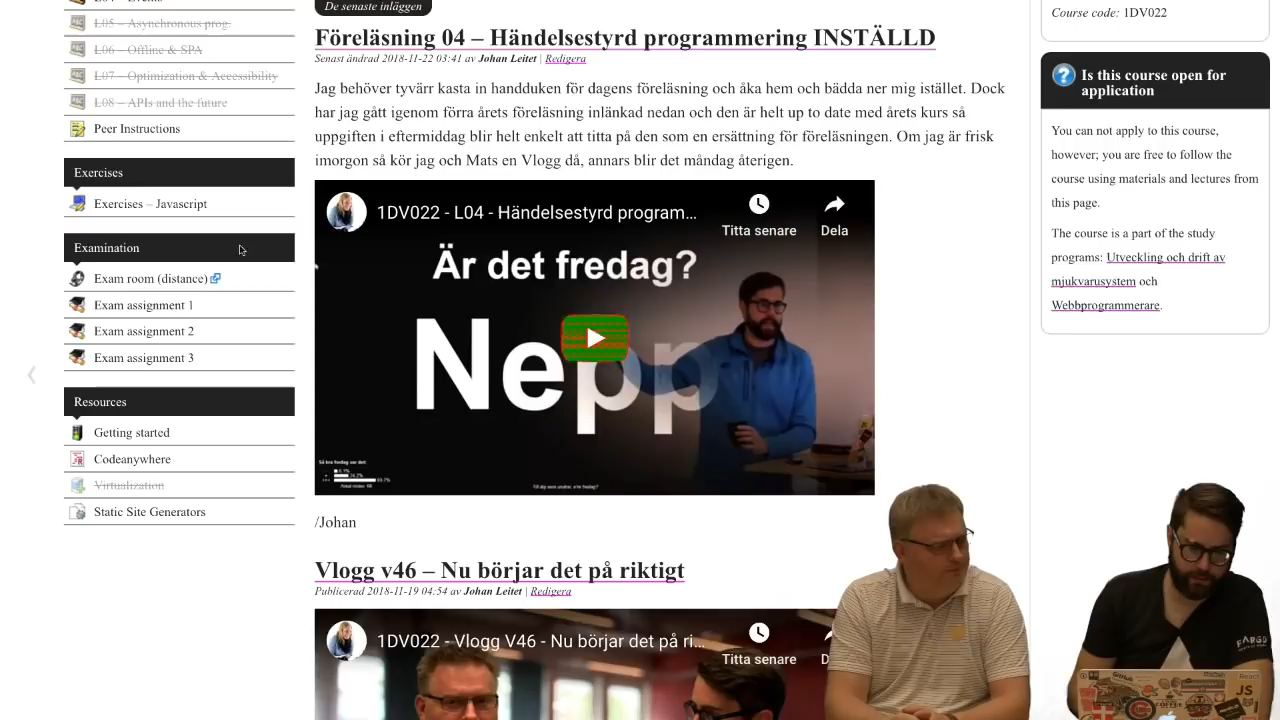 L05 – Asynchronous prog.
L06 – Offline & SPA
L07 – Optimization & Accessibility
L08 – APIs and the future
Peer Instructions
Exercises
Exercises – Javascript
Examination
Exam room (distance)
Exam assignment 1
Exam assignment 2
Exam assignment 3
Resources
Getting started
Codeanywhere
Virtualization
Static Site Generators
De senaste inläggen
Föreläsning 04 – Händelsestyrd programmering INSTÄLLD
Senast ändrad 2018-11-22 03:41 av Johan Leitet | Redigera
Jag behöver tyvärr kasta in handduken för dagens föreläsning och åka hem och bädda ner mig istället. Dock
har jag gått igenom förra årets föreläsning inlänkad nedan och den är helt up to date med årets kurs så
uppgiften i eftermiddag blir helt enkelt att titta på den som en ersättning för föreläsningen. Om jag är frisk
imorgon så kör jag och Mats en Vlogg då, annars blir det måndag återigen.
1DV022 - L04 - Händelsestyrd program...
Titta senare
Dela
Är det fredag?
Nepp
/Johan
Vlogg v46 – Nu börjar det på riktigt
Publicerad 2018-11-19 04:54 av Johan Leitet | Redigera
1DV022 - Vlogg V46 - Nu börjar det på ri...
Titta senare
Course code: 1DV022
Is this course open for
application
You can not apply to this course,
however; you are free to follow the
course using materials and lectures from
this page.
The course is a part of the study
programs: Utveckling och drift av
mjukvarusystem och
Webbprogrammerare.
FARGO
React
JS